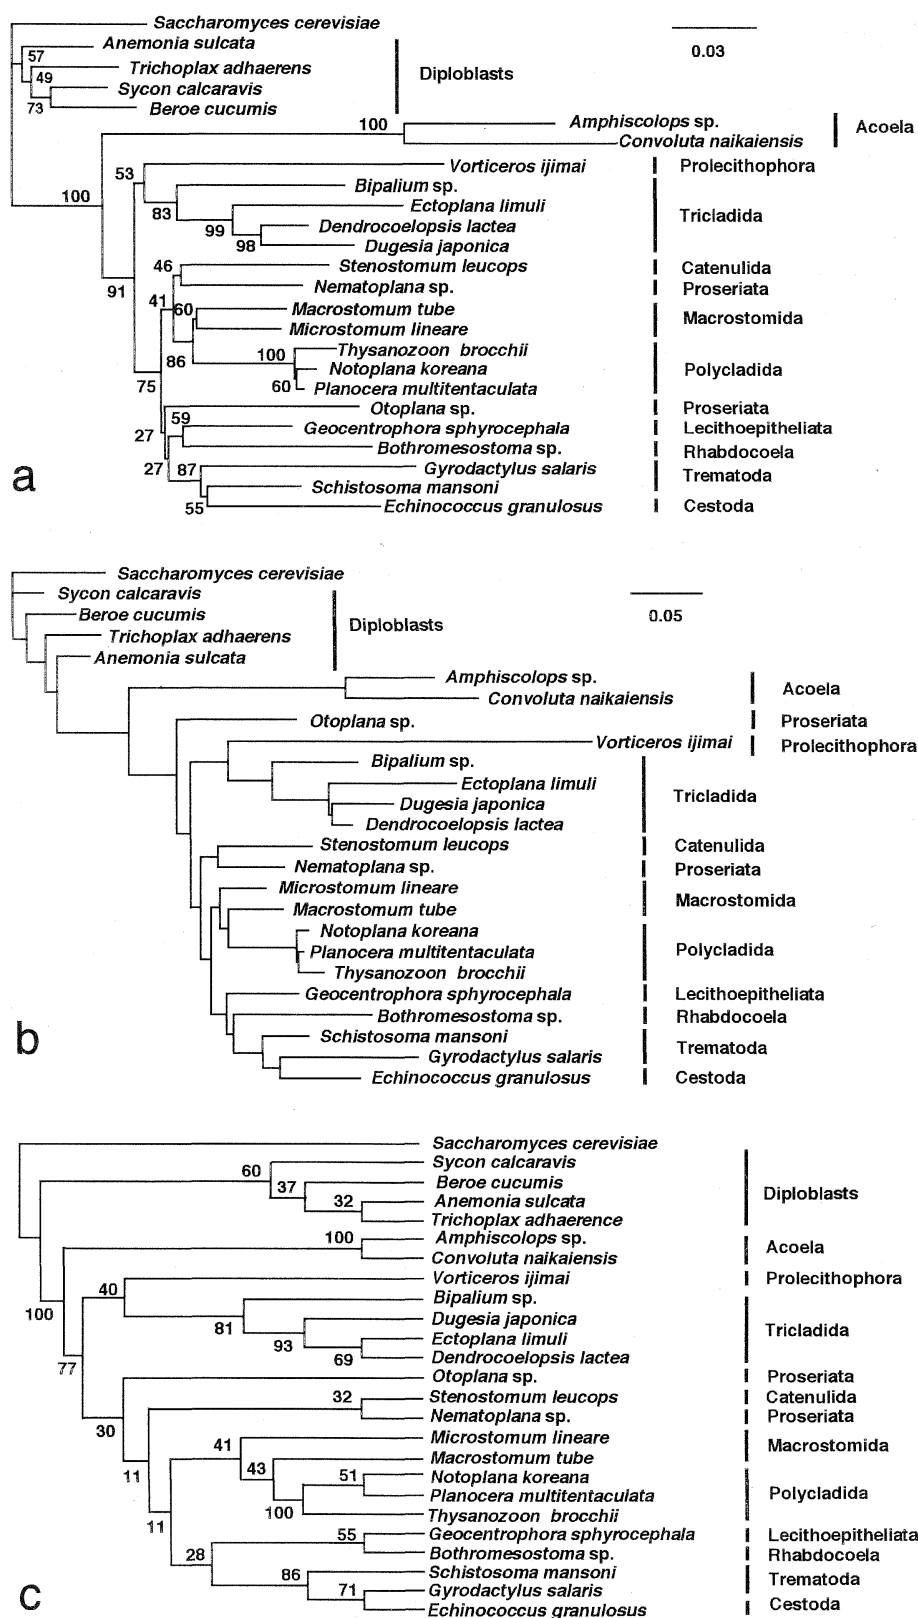 Saccharomyces cerevisiae
Anemonia sulcata
57
0.03
Trichoplax adhaerens
Diploblasts
49
Sycon calcaravis
73
Beroe cucumis
100
Amphiscolops sp.
Acoela
Convoluta naikaiensis
53
Vorticeros ijimai
Prolecithophora
100
Bipalium sp.
83
Ectoplana limuli
Tricladida
99
Dendrocoelopsis lactea
98
Dugesia japonica
46
Stenostomum leucops
Catenulida
91
Nematoplana sp.
Proseriata
41
60
Macrostomum tube
Macrostomida
Microstomum lineare
86
100
Thysanozoon brocchii
Notoplana koreana
Polycladida
75
60
Planocera multitentaculata
Otoplana sp.
Proseriata
59
Geocentrophora sphyrocephala
Lecithoepitheliata
27
Bothromesostoma sp.
Rhabdocoela
27
87
Gyrodactylus salaris
Trematoda
a
Schistosoma mansoni
55
Echinococcus granulosus
Cestoda
Saccharomyces cerevisiae
Sycon calcaravis
0.05
Beroe cucumis
Diploblasts
Trichoplax adhaerens
Anemonia sulcata
Amphiscolops sp.
Acoela
Convoluta naikaiensis
Otoplana sp.
Proseriata
Vorticeros ijimai
Prolecithophora
Bipalium sp.
Ectoplana limuli
Tricladida
Dugesia japonica
Dendrocoelopsis lactea
Stenostomum leucops
Catenulida
Nematoplana sp.
Proseriata
Microstomum lineare
Macrostomida
Macrostomum tube
Notoplana koreana
Planocera multitentaculata
Polycladida
Thysanozoon brocchii
Geocentrophora sphyrocephala
Lecithoepitheliata
Bothromesostoma sp.
Rhabdocoela
b
Schistosoma mansoni
Trematoda
Gyrodactylus salaris
Echinococcus granulosus
Cestoda
Saccharomyces cerevisiae
60
Sycon calcaravis
37
Beroe cucumis
Diploblasts
32
Anemonia sulcata
Trichoplax adhaerence
100
Amphiscolops sp.
Acoela
Convoluta naikaiensis
40
Vorticeros ijimai
Prolecithophora
100
Bipalium sp.
81
Dugesia japonica
Tricladida
93
Ectoplana limuli
69
Dendrocoelopsis lactea
77
Otoplana sp.
Proseriata
32
Stenostomum leucops
Catenulida
30
Nematoplana sp.
Proseriata
41
Microstomum lineare
Macrostomida
43
Macrostomum tube
11
51
Notoplana koreana
Polycladida
Planocera multitentaculata
100
Thysanozoon brocchii
11
55
Geocentrophora sphyrocephala
Lecithoepitheliata
28
Bothromesostoma sp.
Rhabdocoela
86
Schistosoma mansoni
Trematoda
71
Gyrodactylus salaris
c
Echinococcus granulosus
Cestoda